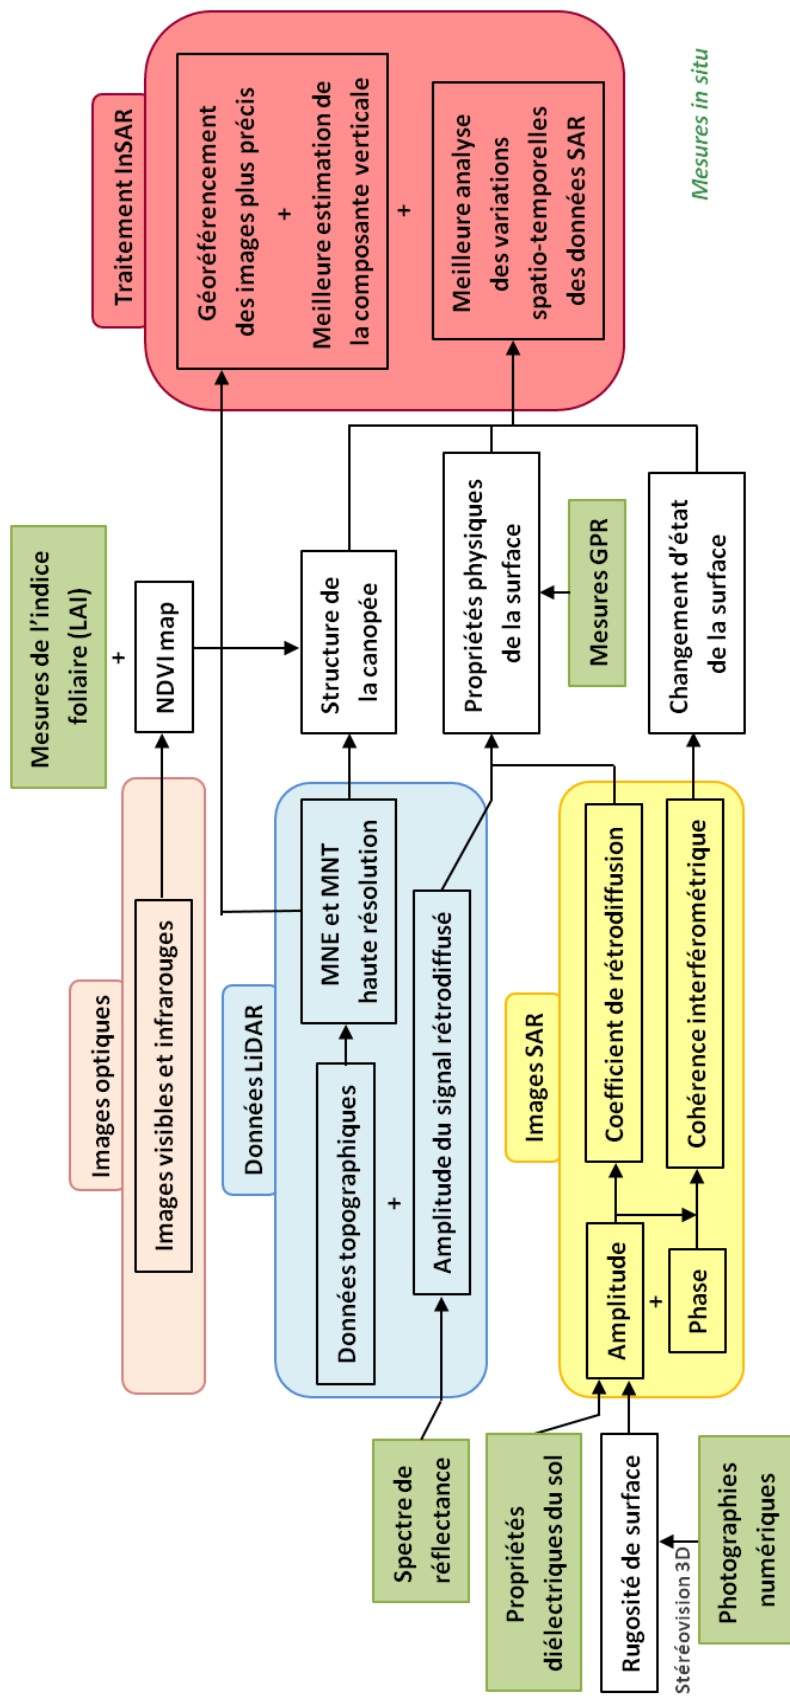 Mesures de l'indice
foliaire (LAI)
+
NDVI map
Images optiques
Images visibles et infrarouges
Données LiDAR
Données topographiques
+
Amplitude du signal rétrodiffusé
MNE et MNT
haute résolution
Structure de
la canopée
Spectre de
réflectance
Propriétés physiques
de la surface
Mesures GPR
Images SAR
Amplitude
+
Phase
Coefficient de rétrodiffusion
Cohérence interférométrique
Changement d'état
de la surface
Propriétés
diélectriques du sol
Rugosité de surface
Stéréovision 3D
Photographies
numériques
Traitement InSAR
Géoréférencement
des images plus précis
+
Meilleure estimation de
la composante verticale
+
Meilleure analyse
des variations
spatio-temporelles
des données SAR
Mesures in situ